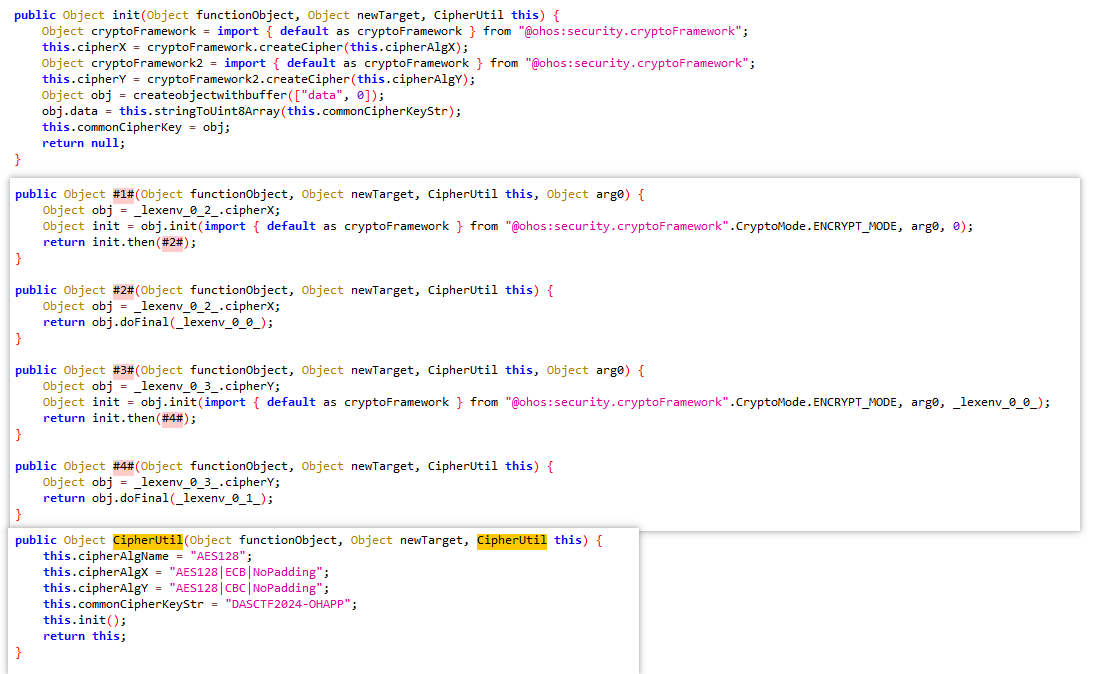 public Object init(Object functionObject, Object newTarget, CipherUtil this) {
    Object cryptoFramework = import { default as cryptoFramework } from "@ohos:security.cryptoFramework";
    this.cipherX = cryptoFramework.createCipher(this.cipherAlgX);
    Object cryptoFramework2 = import { default as cryptoFramework } from "@ohos:security.cryptoFramework";
    this.cipherY = cryptoFramework2.createCipher(this.cipherAlgY);
    Object obj = createobjectwithbuffer(["data", 0]);
    obj.data = this.stringToUint8Array(this.commonCipherKeyStr);
    this.commonCipherKey = obj;
    return null;
}
public Object #1#(Object functionObject, Object newTarget, CipherUtil this, Object arg0) {
    Object obj = _lexenv_0_2_.cipherX;
    Object init = obj.init(import { default as cryptoFramework } from "@ohos:security.cryptoFramework".CryptoMode.ENCRYPT_MODE, arg0, 0);
    return init.then(#2#);
}
public Object #2#(Object functionObject, Object newTarget, CipherUtil this) {
    Object obj = _lexenv_0_2_.cipherX;
    return obj.doFinal(_lexenv_0_0_);
}
public Object #3#(Object functionObject, Object newTarget, CipherUtil this, Object arg0) {
    Object obj = _lexenv_0_3_.cipherY;
    Object init = obj.init(import { default as cryptoFramework } from "@ohos:security.cryptoFramework".CryptoMode.ENCRYPT_MODE, arg0, _lexenv_0_0_);
    return init.then(#4#);
}
public Object #4#(Object functionObject, Object newTarget, CipherUtil this) {
    Object obj = _lexenv_0_3_.cipherY;
    return obj.doFinal(_lexenv_0_1_);
}
public Object CipherUtil(Object functionObject, Object newTarget, CipherUtil this) {
    this.cipherAlgName = "AES128";
    this.cipherAlgX = "AES128|ECB|NoPadding";
    this.cipherAlgY = "AES128|CBC|NoPadding";
    this.commonCipherKeyStr = "DASCTF2024-OHAPP";
    this.init();
    return this;
}